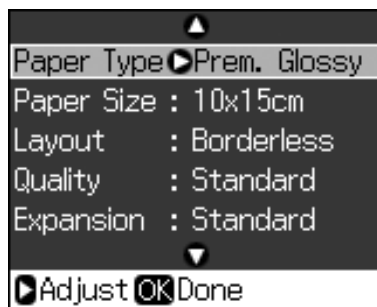 Paper Type Prem. Glossy
Paper Size : 10x15cm
Layout : Borderless
Quality : Standard
Expansion : Standard
Adjust OK Done